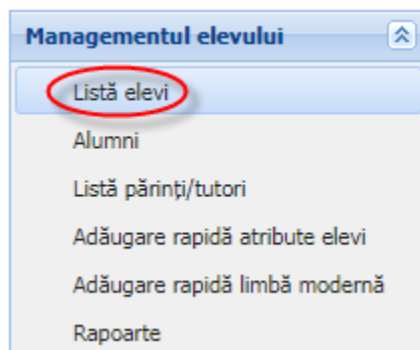 Managementul elevului
Listă elevi
Alumni
Listă părinți/tutori
Adăugare rapidă atribute elevi
Adăugare rapidă limbă modernă
Rapoarte